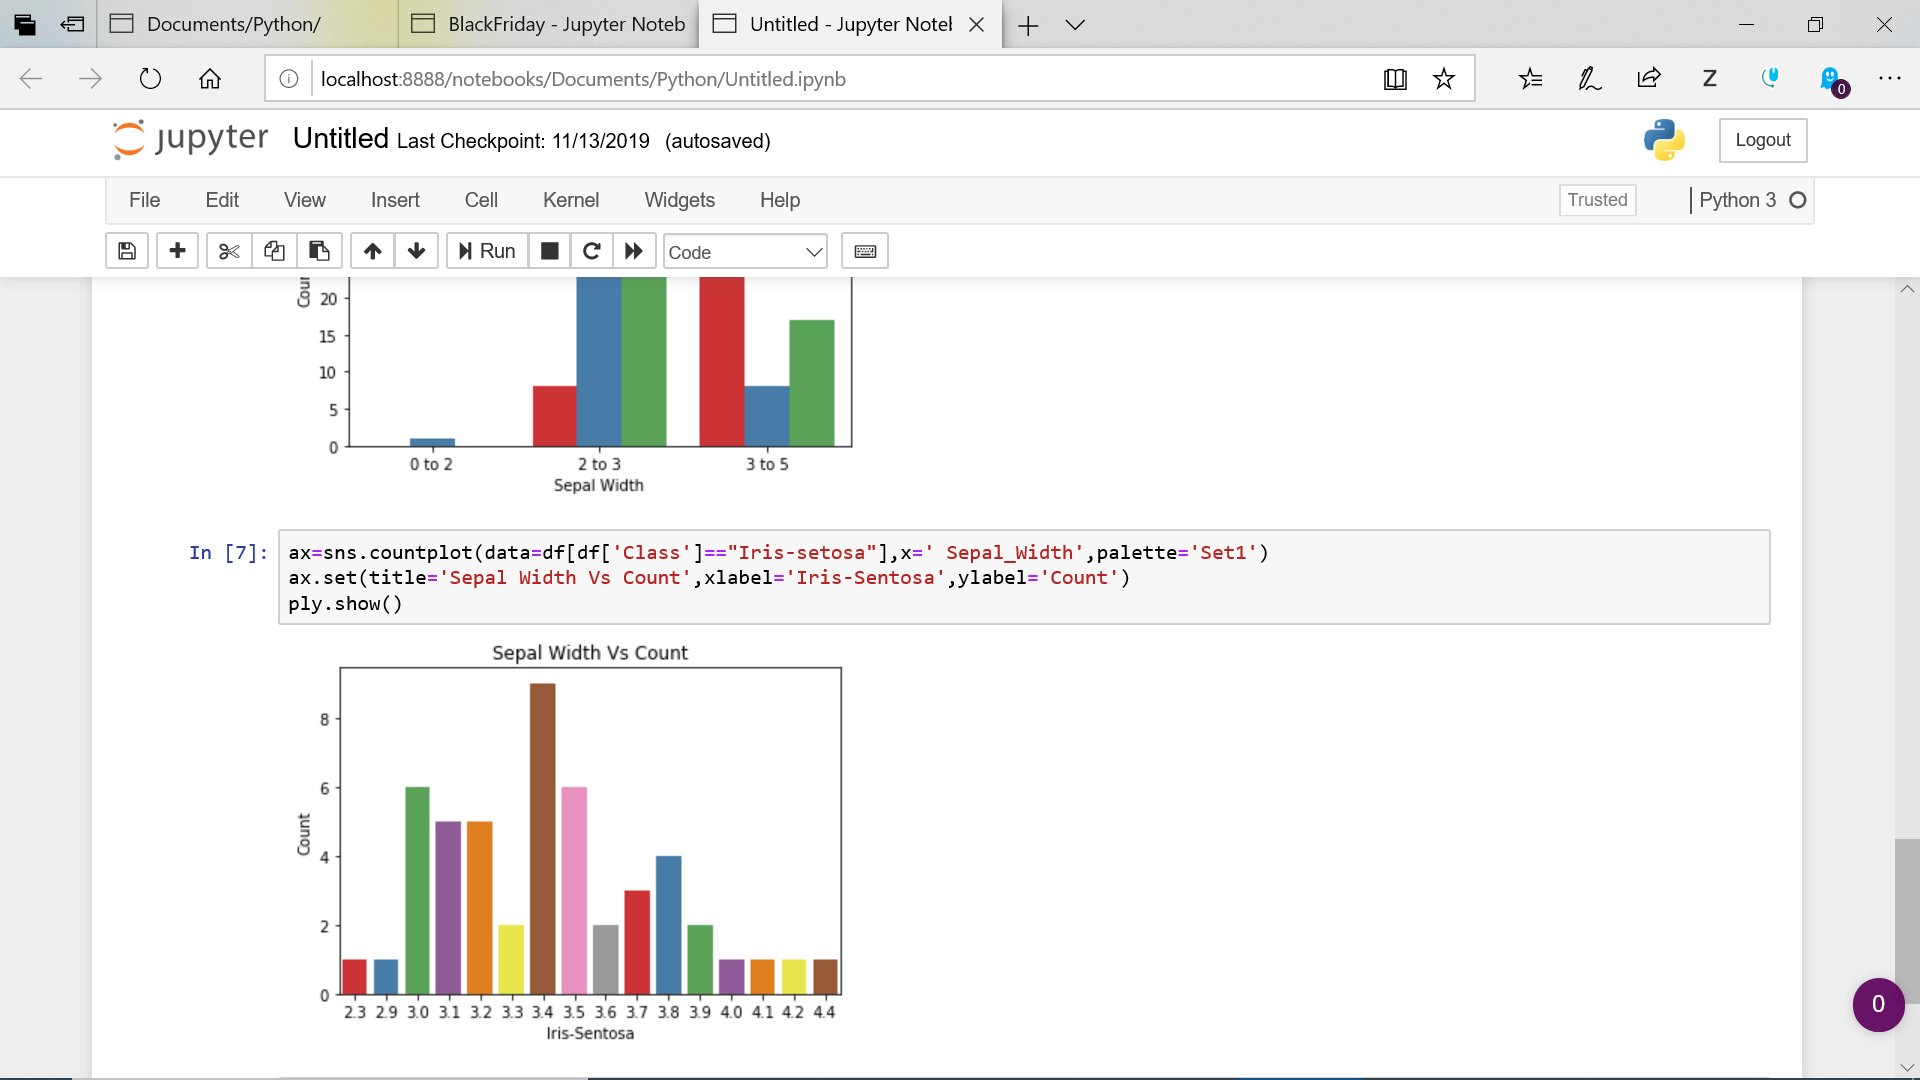 Documents/Python/
BlackFriday - Jupyter Noteb
Untitled - Jupyter Noteb
localhost:8888/notebooks/Documents/Python/Untitled.ipynb
Z
0
jupyter Untitled Last Checkpoint: 11/13/2019 (autosaved)
Logout
File Edit View Insert Cell Kernel Widgets Help
Trusted
Python 3
Run
Code
20
15
10
5
0
0 to 2 2 to 3 3 to 5
Sepal Width
In [7]:
ax=sns.countplot(data=df[df['Class']=="Iris-setosa"],x=' Sepal_Width',palette='Set1')
ax.set(title='Sepal Width Vs Count',xlabel='Iris-Sentosa',ylabel='Count')
ply.show()
Sepal Width Vs Count
Count
8
6
4
2
0
2.3 2.9 3.0 3.1 3.2 3.3 3.4 3.5 3.6 3.7 3.8 3.9 4.0 4.1 4.2 4.4
Iris-Sentosa
0